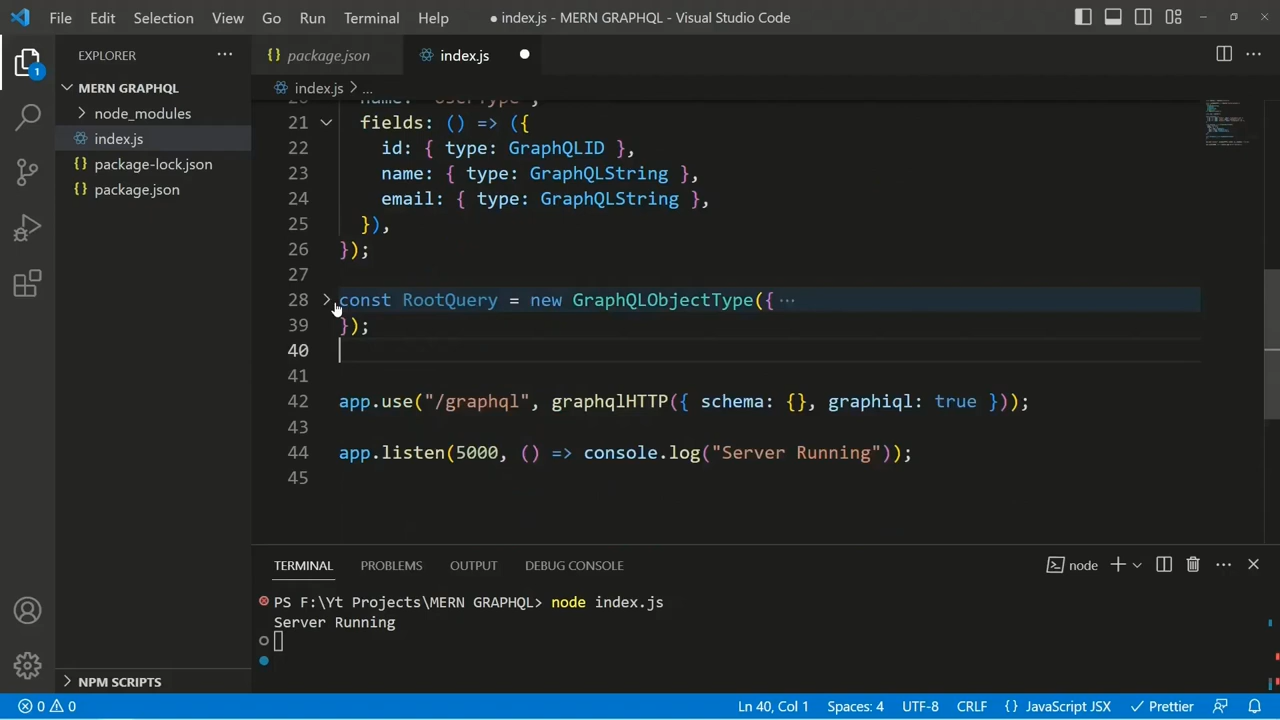 File Edit Selection View Go Run Terminal Help ● index.js - MERN GRAPHQL - Visual Studio Code
EXPLORER ...
1
MERN GRAPHQL
node_modules
index.js
package-lock.json
package.json
NPM SCRIPTS
{} package.json index.js
index.js > ...
20 name: "UserType",
21 fields: () => ({
22 id: { type: GraphQLID },
23 name: { type: GraphQLString },
24 email: { type: GraphQLString },
25 }),
26 });
27
28 const RootQuery = new GraphQLObjectType({ ...
39 });
40
41
42 app.use("/graphql", graphqlHTTP({ schema: {}, graphiql: true }));
43
44 app.listen(5000, () => console.log("Server Running"));
45
TERMINAL PROBLEMS OUTPUT DEBUG CONSOLE node
PS F:\Yt Projects\MERN GRAPHQL> node index.js
Server Running
0 0 Ln 40, Col 1 Spaces: 4 UTF-8 CRLF {} JavaScript JSX Prettier